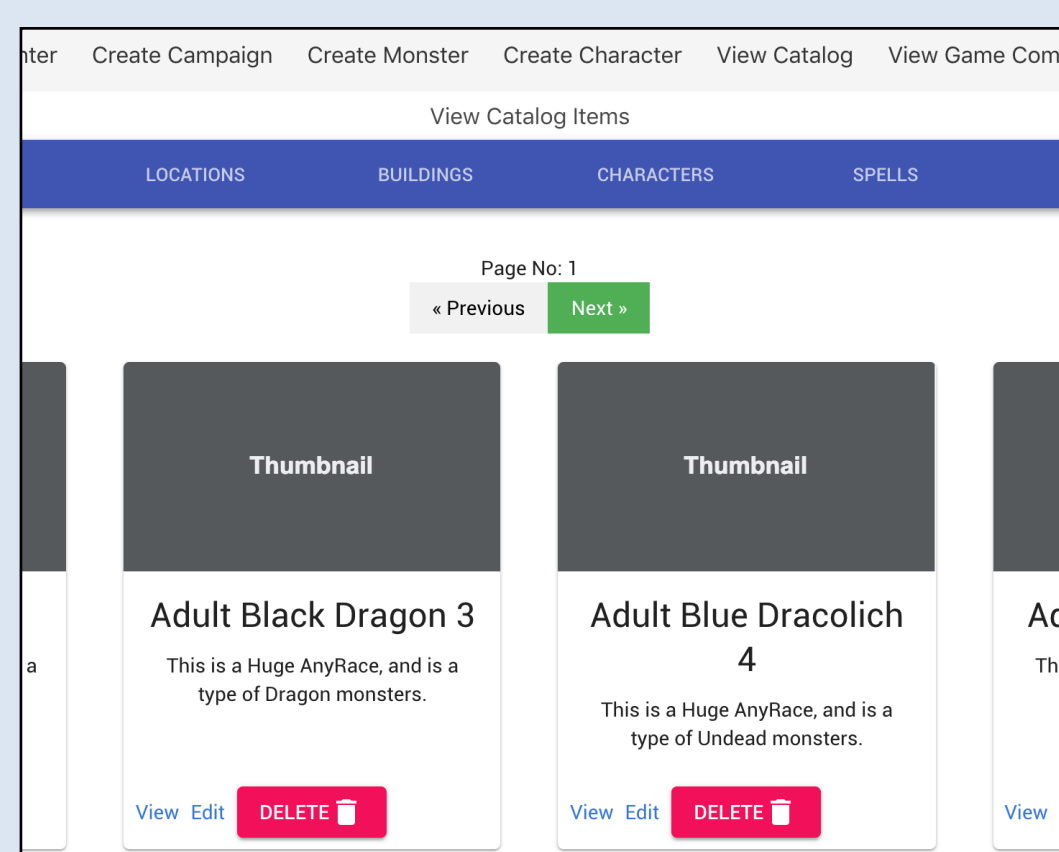 Create Campaign Create Monster Create Character View Catalog View Game
View Catalog Items
LOCATIONS BUILDINGS CHARACTERS SPELLS
Page No: 1
« Previous Next »
Thumbnail Thumbnail
Adult Black Dragon 3
This is a Huge AnyRace, and is a
type of Dragon monsters.
View Edit DELETE
Adult Blue Dracolich
4
This is a Huge AnyRace, and is a
type of Undead monsters.
View Edit DELETE
a
View